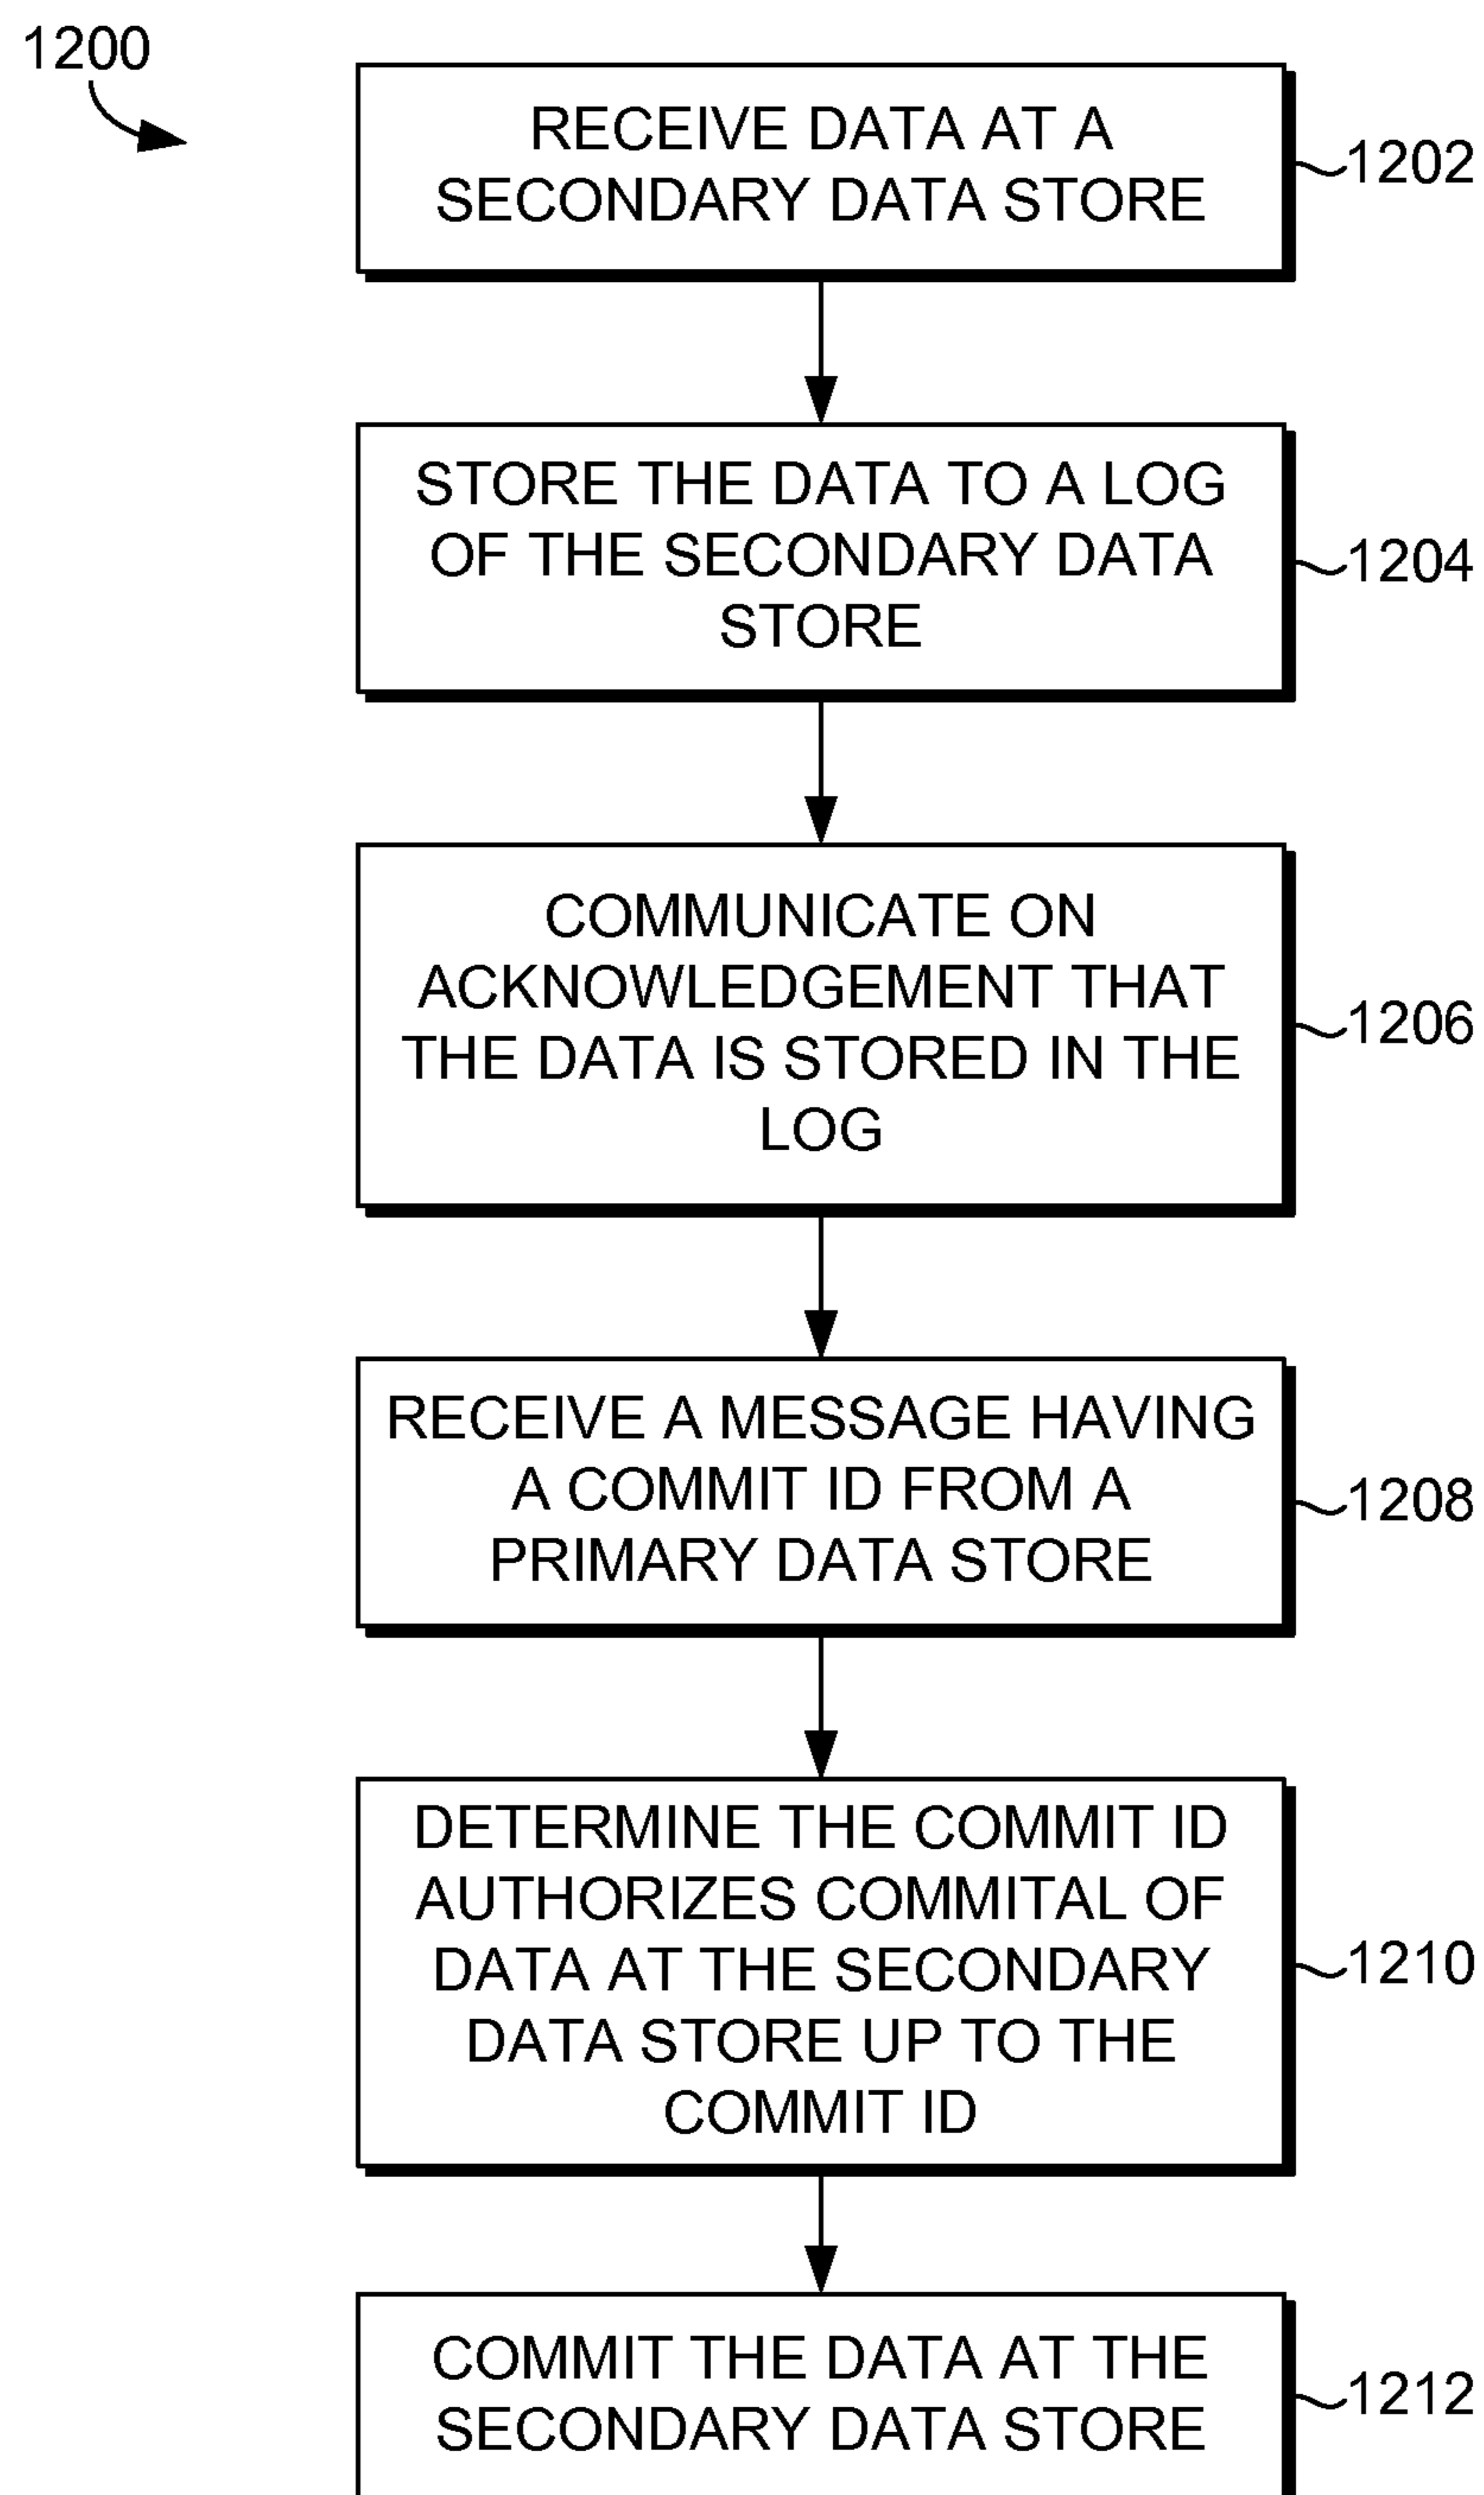 1200
RECEIVE DATA AT A
SECONDARY DATA STORE
1202
STORE THE DATA TO A LOG
OF THE SECONDARY DATA
STORE
1204
COMMUNICATE ON
ACKNOWLEDGEMENT THAT
THE DATA IS STORED IN THE
LOG
1206
RECEIVE A MESSAGE HAVING
A COMMIT ID FROM A
PRIMARY DATA STORE
1208
DETERMINE THE COMMIT ID
AUTHORIZES COMMITAL OF
DATA AT THE SECONDARY
DATA STORE UP TO THE
COMMIT ID
1210
COMMIT THE DATA AT THE
SECONDARY DATA STORE
1212